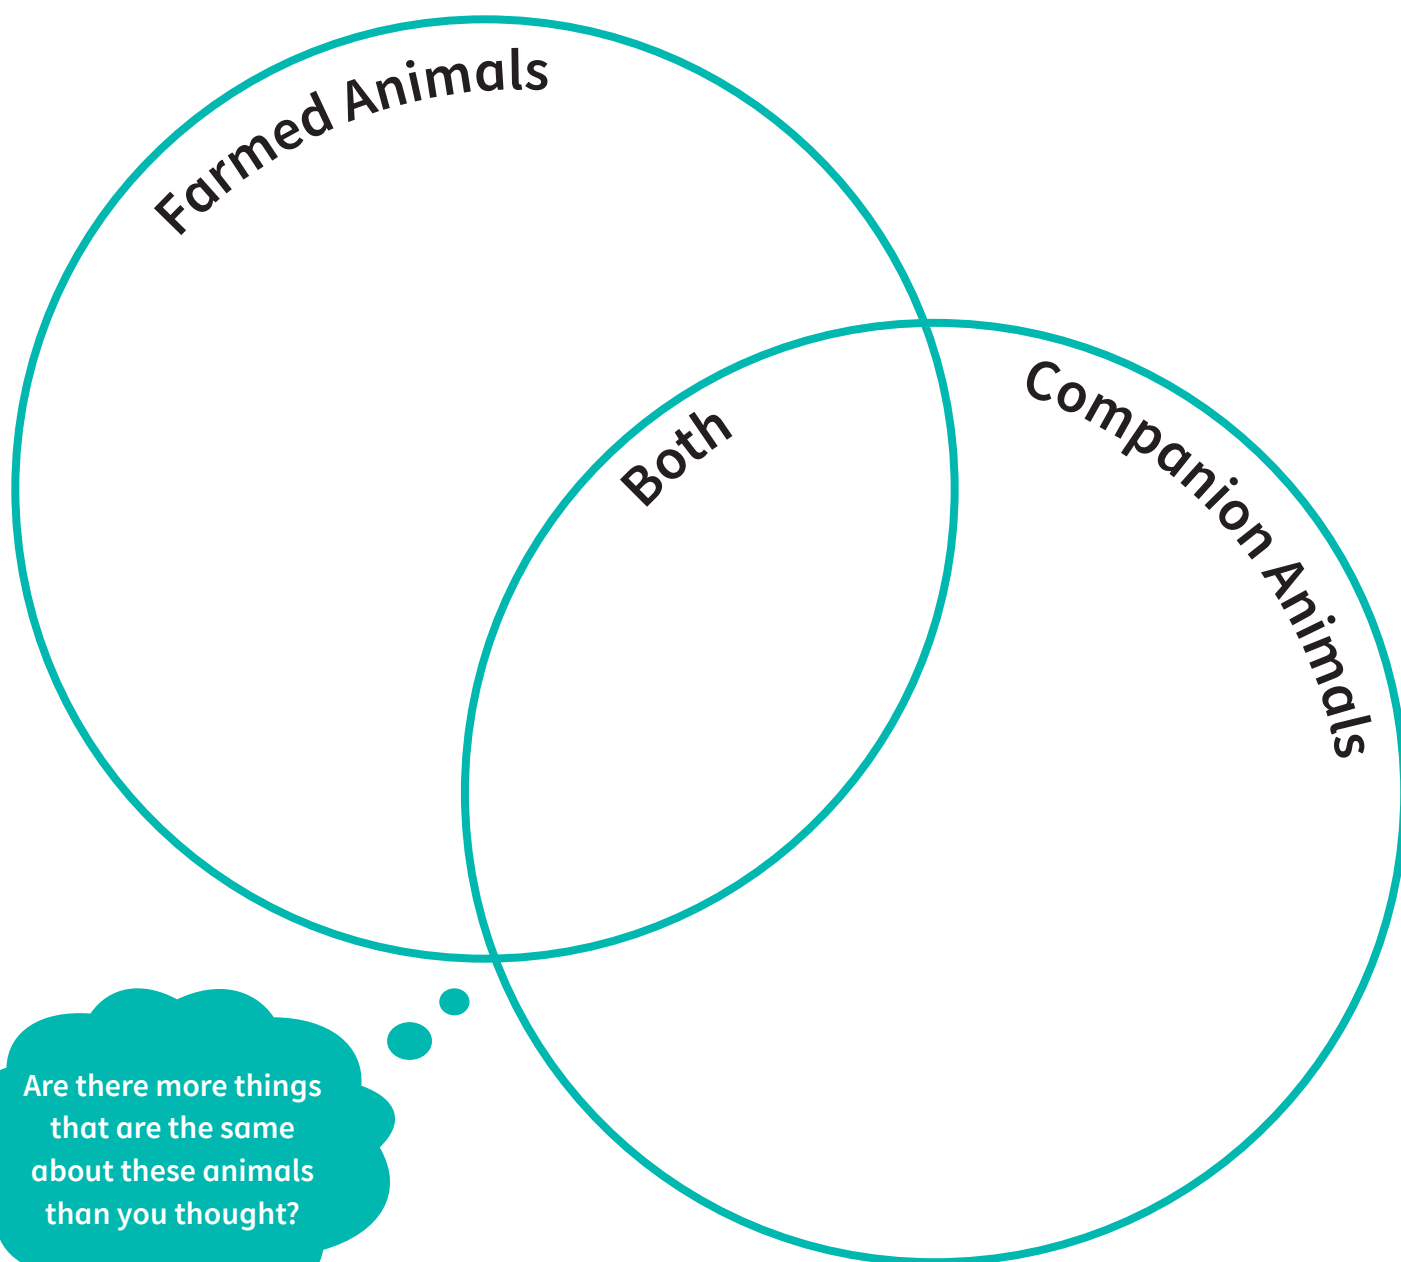 Farmed Animals
Both
Companion Animals
Are there more things
that are the same
about these animals
than you thought?